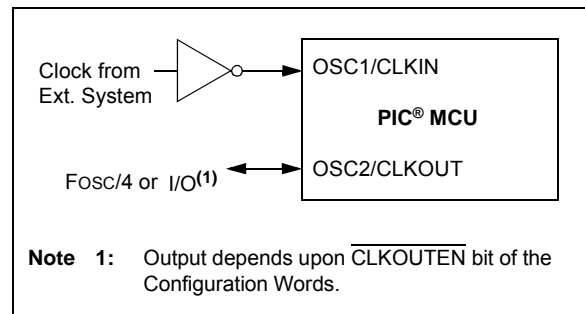 Clock from
Ext. System
OSC1/CLKIN
PIC® MCU
FOSC/4 or I/O(1)
OSC2/CLKOUT
Note 1: Output depends upon CLKOUTEN bit of the
Configuration Words.